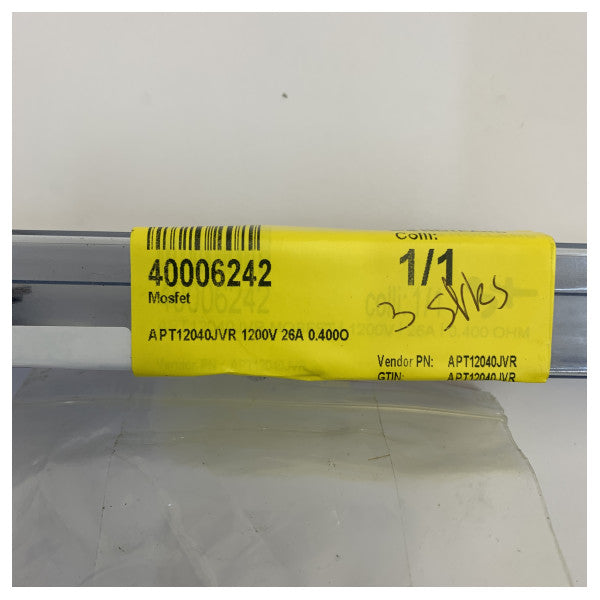 Colli:
40006242
1/1
Mosfet
3 stks
APT12040JVR 1200V 26A 0.400O
Vendor PN: APT12040JVR
GTIN: APT12040JVR